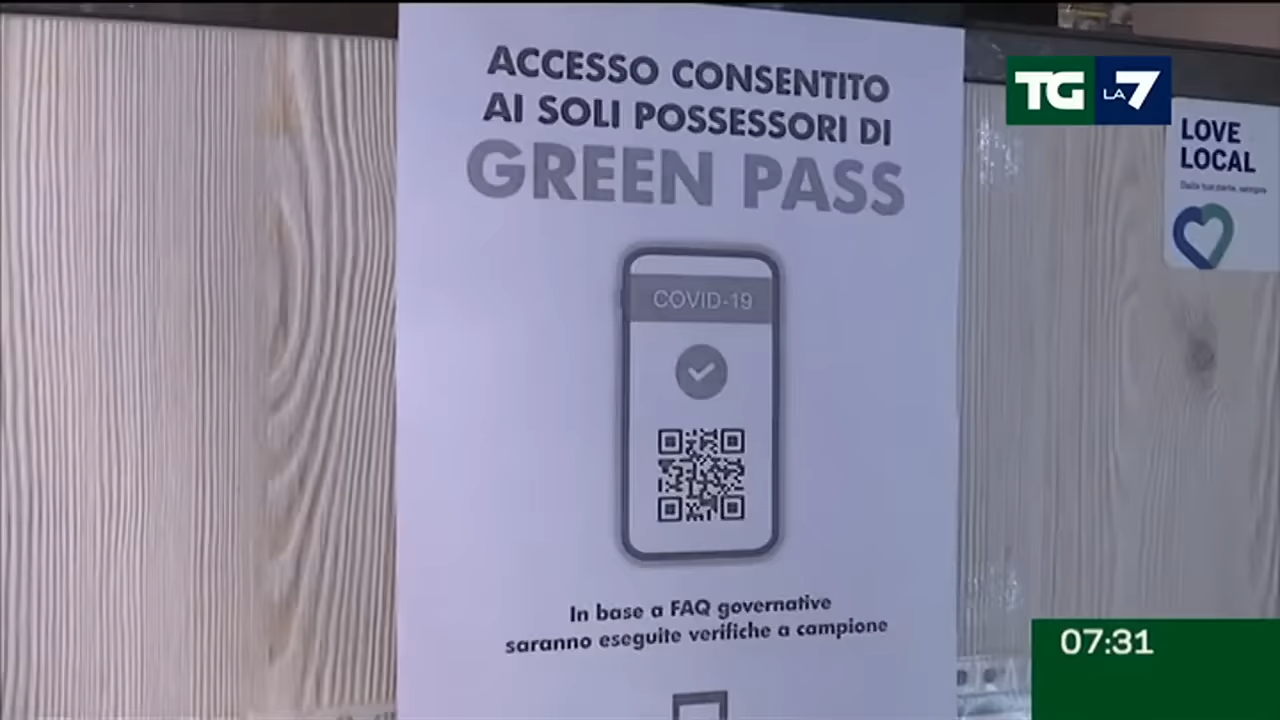 ACCESSO CONSENTITO
AI SOLI POSSESSORI DI
GREEN PASS
COVID-19
In base a FAQ governative
saranno eseguite verifiche a campione
TG LA7
LOVE
LOCAL
07:31